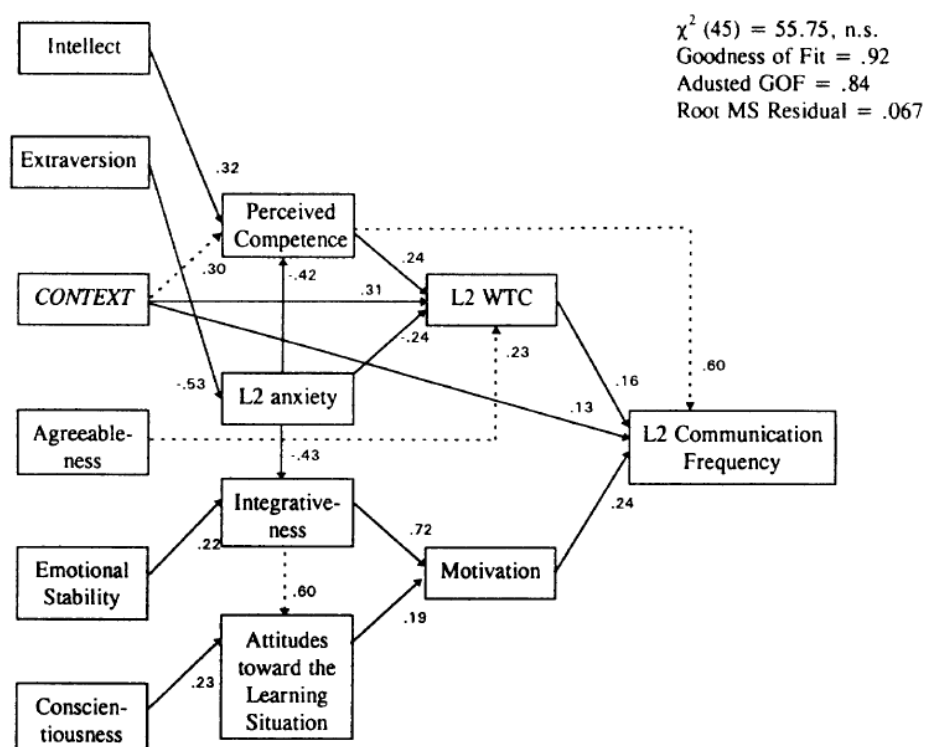 χ² (45) = 55.75, n.s.
Goodness of Fit = .92
Adusted GOF = .84
Root MS Residual = .067
Intellect
Extraversion
.32
Perceived
Competence
.30
-.42
.24
CONTEXT
.31
L2 WTC
-.24
.23
-.53
L2 anxiety
.16
.60
.13
Agreeable-
ness
L2 Communication
Frequency
-.43
Integrative-
ness
.24
.72
.22
Emotional
Stability
Motivation
.60
.19
Attitudes
toward the
Learning
Situation
.23
Conscien-
tiousness